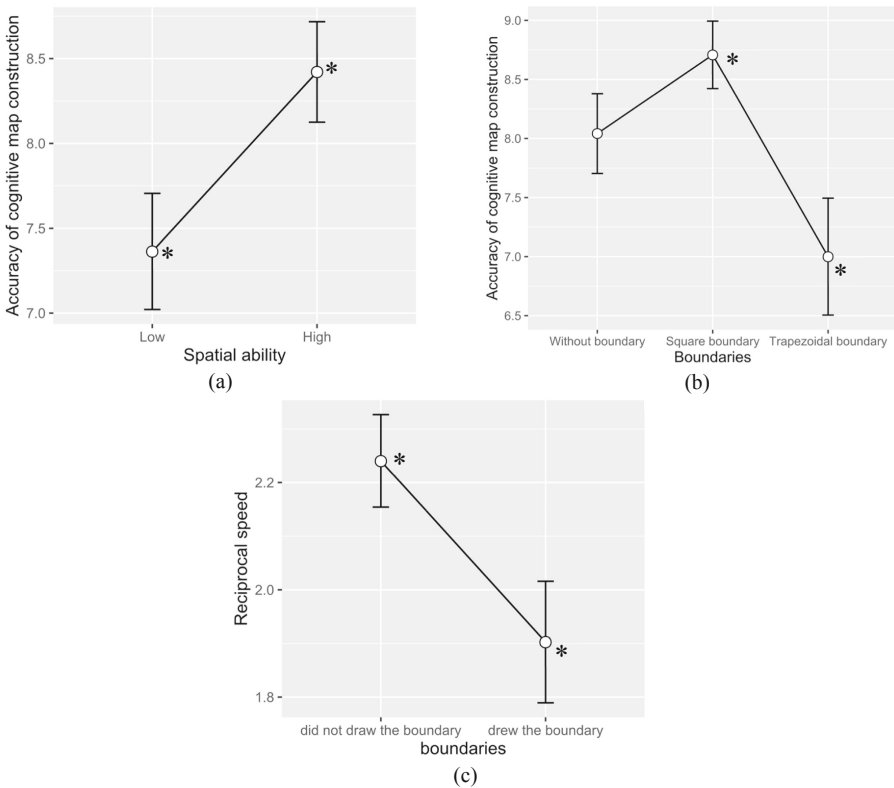 Accuracy of cognitive map construction
8.5
8.0
7.5
7.0
*
*
Low
High
Spatial ability
(a)
Accuracy of cognitive map construction
9.0
8.5
8.0
7.5
7.0
6.5
*
*
Without boundary
Square boundary
Trapezoidal boundary
Boundaries
(b)
Reciprocal speed
2.2
2.0
1.8
*
*
did not draw the boundary
drew the boundary
boundaries
(c)